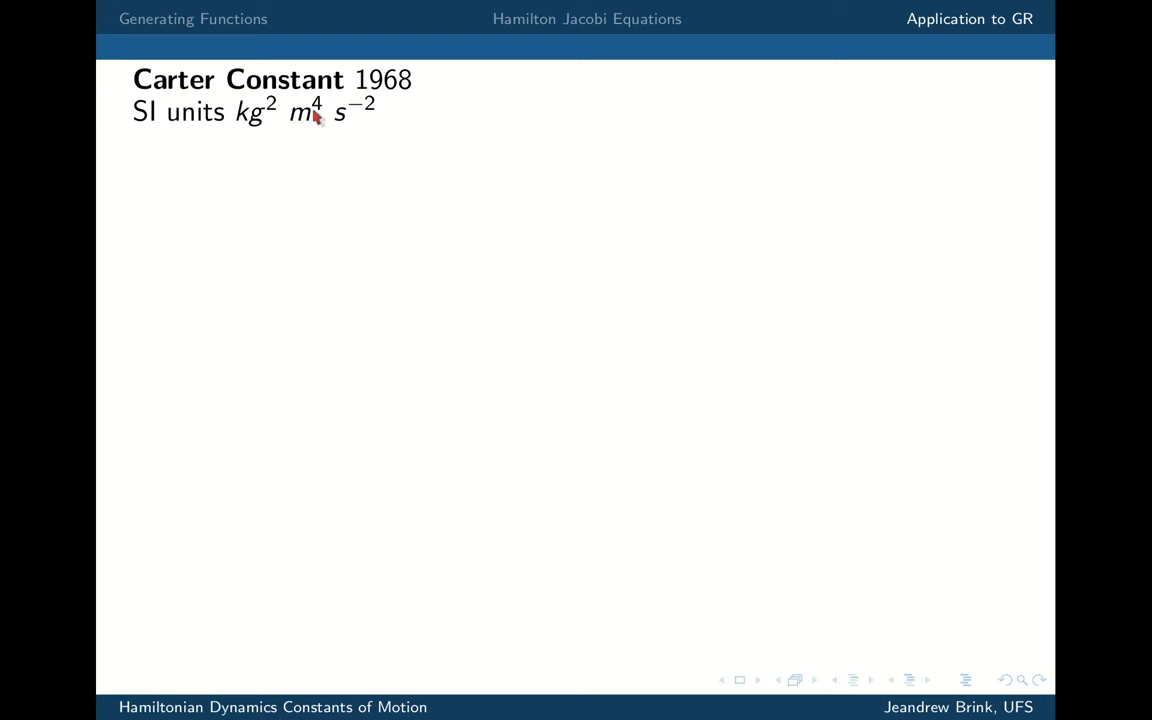 Generating Functions Hamilton Jacobi Equations Application to GR
Carter Constant 1968
SI units kg² m⁴ s⁻²
Hamiltonian Dynamics Constants of Motion Jeandrew Brink, UFS